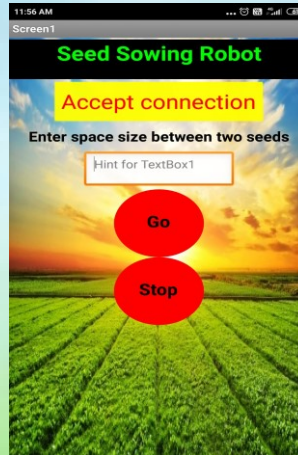 11:56 AM
Screen1
Seed Sowing Robot
Accept connection
Enter space size between two seeds
Hint for TextBox1
Go
Stop